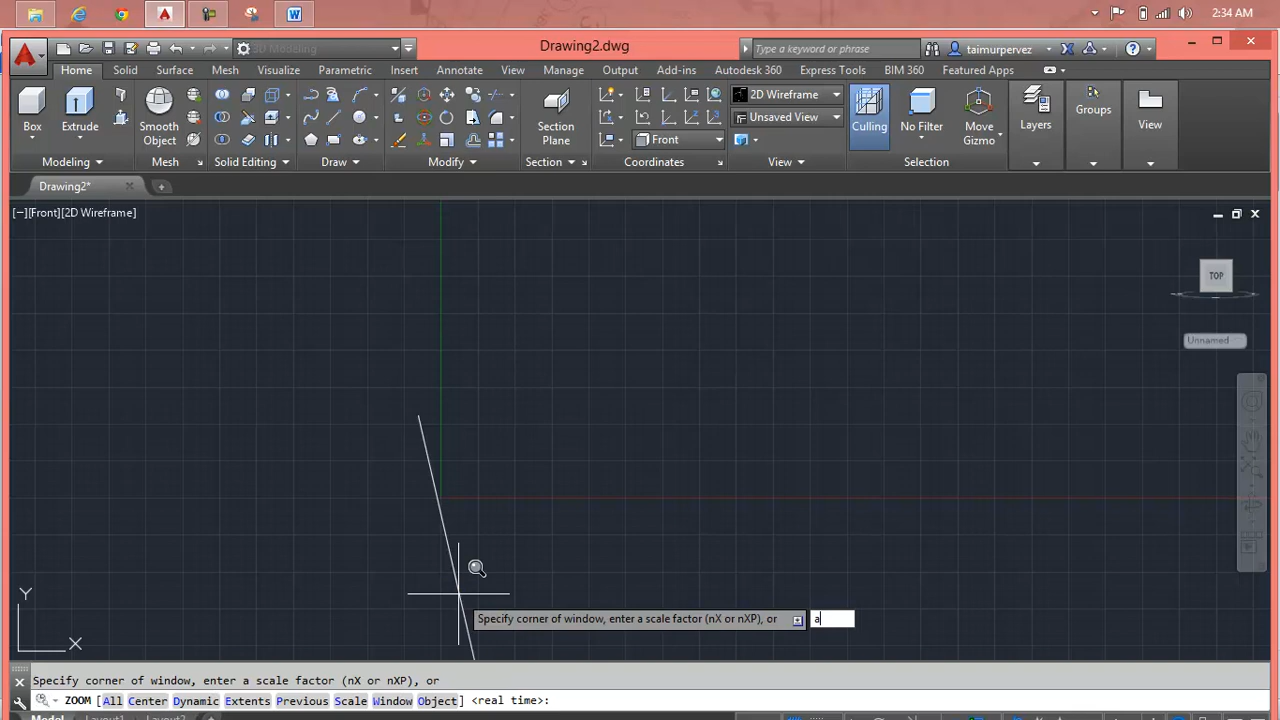 2:34 AM
3D Modeling
Drawing2.dwg
Type a keyword or phrase
taimurpervez
Home Solid Surface Mesh Visualize Parametric Insert Annotate View Manage Output Add-ins Autodesk 360 Express Tools BIM 360 Featured Apps
2D Wireframe
Unsaved View
Front
Box Extrude Smooth Object Section Plane Culling No Filter Move Gizmo Layers Groups View
Modeling Mesh Solid Editing Draw Modify Section Coordinates View Selection
Drawing2*
[−][Front][2D Wireframe]
TOP
Unnamed
Y
X
Specify corner of window, enter a scale factor (nX or nXP), or a
Specify corner of window, enter a scale factor (nX or nXP), or
ZOOM [All Center Dynamic Extents Previous Scale Window Object] <real time>:
Model Layout1 Layout2